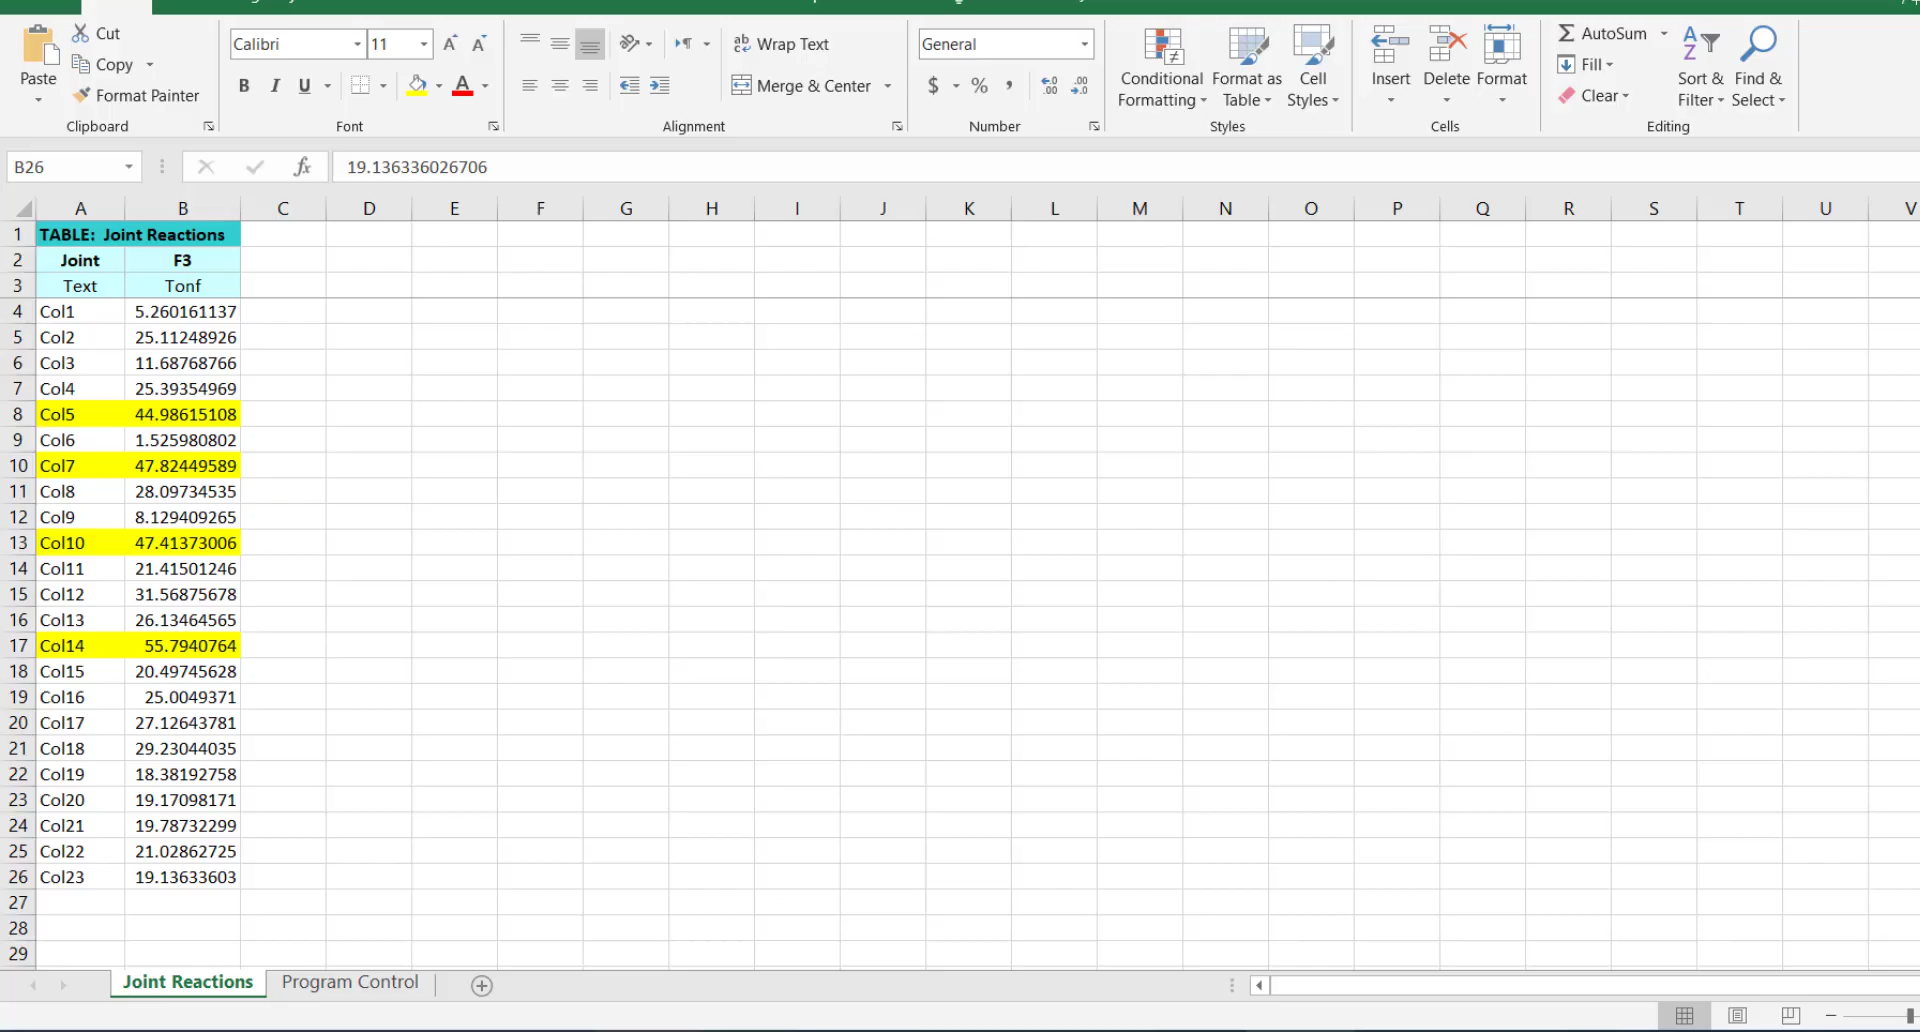 Cut
Copy
Format Painter
Paste
Clipboard
Calibri 11
B I U A
Font
Wrap Text
Merge & Center
Alignment
General
$ % ,
Number
Conditional Formatting
Format as Table
Cell Styles
Styles
Insert
Delete
Format
Cells
AutoSum
Fill
Clear
Sort & Filter
Find & Select
Editing
B26 fx 19.136336026706
A B C D E F G H I J K L M N O P Q R S T U V
1 TABLE: Joint Reactions
2 Joint F3
3 Text Tonf
4 Col1 5.260161137
5 Col2 25.11248926
6 Col3 11.68768766
7 Col4 25.39354969
8 Col5 44.98615108
9 Col6 1.525980802
10 Col7 47.82449589
11 Col8 28.09734535
12 Col9 8.129409265
13 Col10 47.41373006
14 Col11 21.41501246
15 Col12 31.56875678
16 Col13 26.13464565
17 Col14 55.7940764
18 Col15 20.49745628
19 Col16 25.0049371
20 Col17 27.12643781
21 Col18 29.23044035
22 Col19 18.38192758
23 Col20 19.17098171
24 Col21 19.78732299
25 Col22 21.02862725
26 Col23 19.13633603
27
28
29
Joint Reactions Program Control